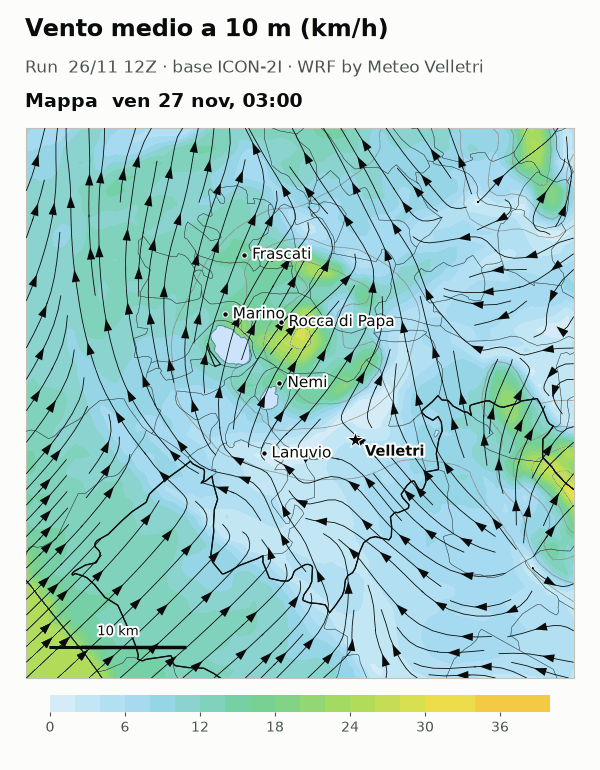 Vento medio a 10 m (km/h)
Run  26/11 12Z · base ICON-2I · WRF by Meteo Velletri
Mappa  ven 27 nov, 03:00
Frascati
Marino
Rocca di Papa
Nemi
Velletri
Lanuvio
10 km
0 6 12 18 24 30 36